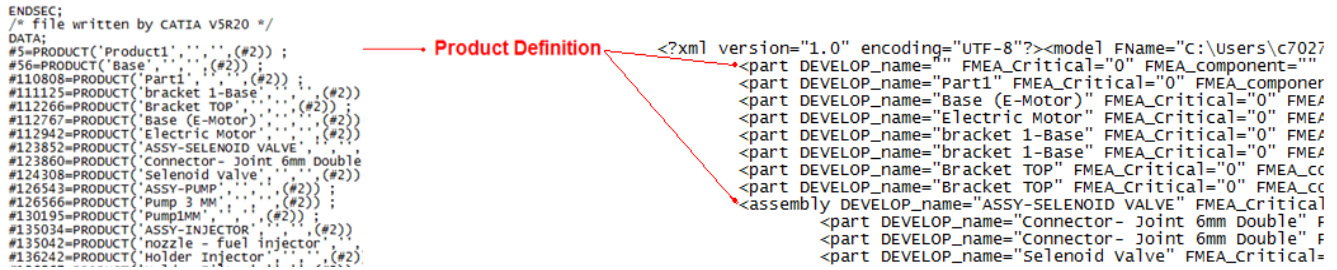 ENDSEC;
/* file written by CATIA V5R20 */
DATA;
#5=PRODUCT('Product1','','',(#2)) ;
#56=PRODUCT('Base','','',(#2)) ;
#110808=PRODUCT('Part1','','',(#2)) ;
#111125=PRODUCT('bracket 1-Base','','',(#2))
#112266=PRODUCT('Bracket TOP','','',(#2)) ;
#112767=PRODUCT('Base (E-Motor)','','',(#2))
#112942=PRODUCT('Electric Motor','','',(#2))
#123852=PRODUCT('ASSY-SELENOID VALVE','','',
#123860=PRODUCT('Connector- Joint 6mm Double
#124308=PRODUCT('Selenoid Valve','','',(#2))
#126543=PRODUCT('ASSY-PUMP','','',(#2)) ;
#126566=PRODUCT('Pump 3 MM','','',(#2)) ;
#130195=PRODUCT('Pump1MM','','',(#2)) ;
#135034=PRODUCT('ASSY-INJECTOR','','',(#2))
#135042=PRODUCT('nozzle - fuel injector','',
#136242=PRODUCT('Holder Injector','','',(#2)
Product Definition
<?xml version="1.0" encoding="UTF-8"?><model FName="C:\Users\c7027
<part DEVELOP_name="" FMEA_Critical="0" FMEA_component=""
<part DEVELOP_name="Part1" FMEA_Critical="0" FMEA_componen
<part DEVELOP_name="Base (E-Motor)" FMEA_Critical="0" FMEA
<part DEVELOP_name="Electric Motor" FMEA_Critical="0" FMEA
<part DEVELOP_name="bracket 1-Base" FMEA_Critical="0" FMEA
<part DEVELOP_name="bracket 1-Base" FMEA_Critical="0" FMEA
<part DEVELOP_name="Bracket TOP" FMEA_Critical="0" FMEA_co
<part DEVELOP_name="Bracket TOP" FMEA_Critical="0" FMEA_co
<assembly DEVELOP_name="ASSY-SELENOID VALVE" FMEA_Critical
<part DEVELOP_name="Connector- Joint 6mm Double" F
<part DEVELOP_name="Connector- Joint 6mm Double" F
<part DEVELOP_name="Selenoid Valve" FMEA_Critical=